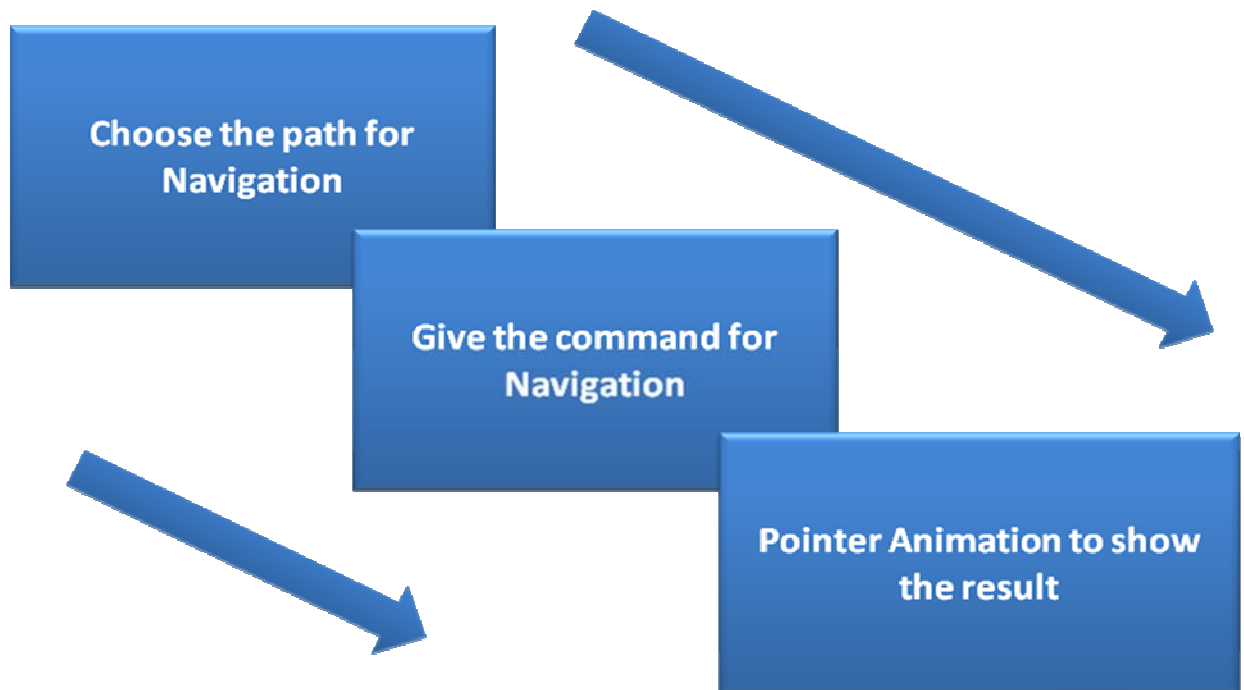 Choose the path for
Navigation
Give the command for
Navigation
Pointer Animation to show
the result